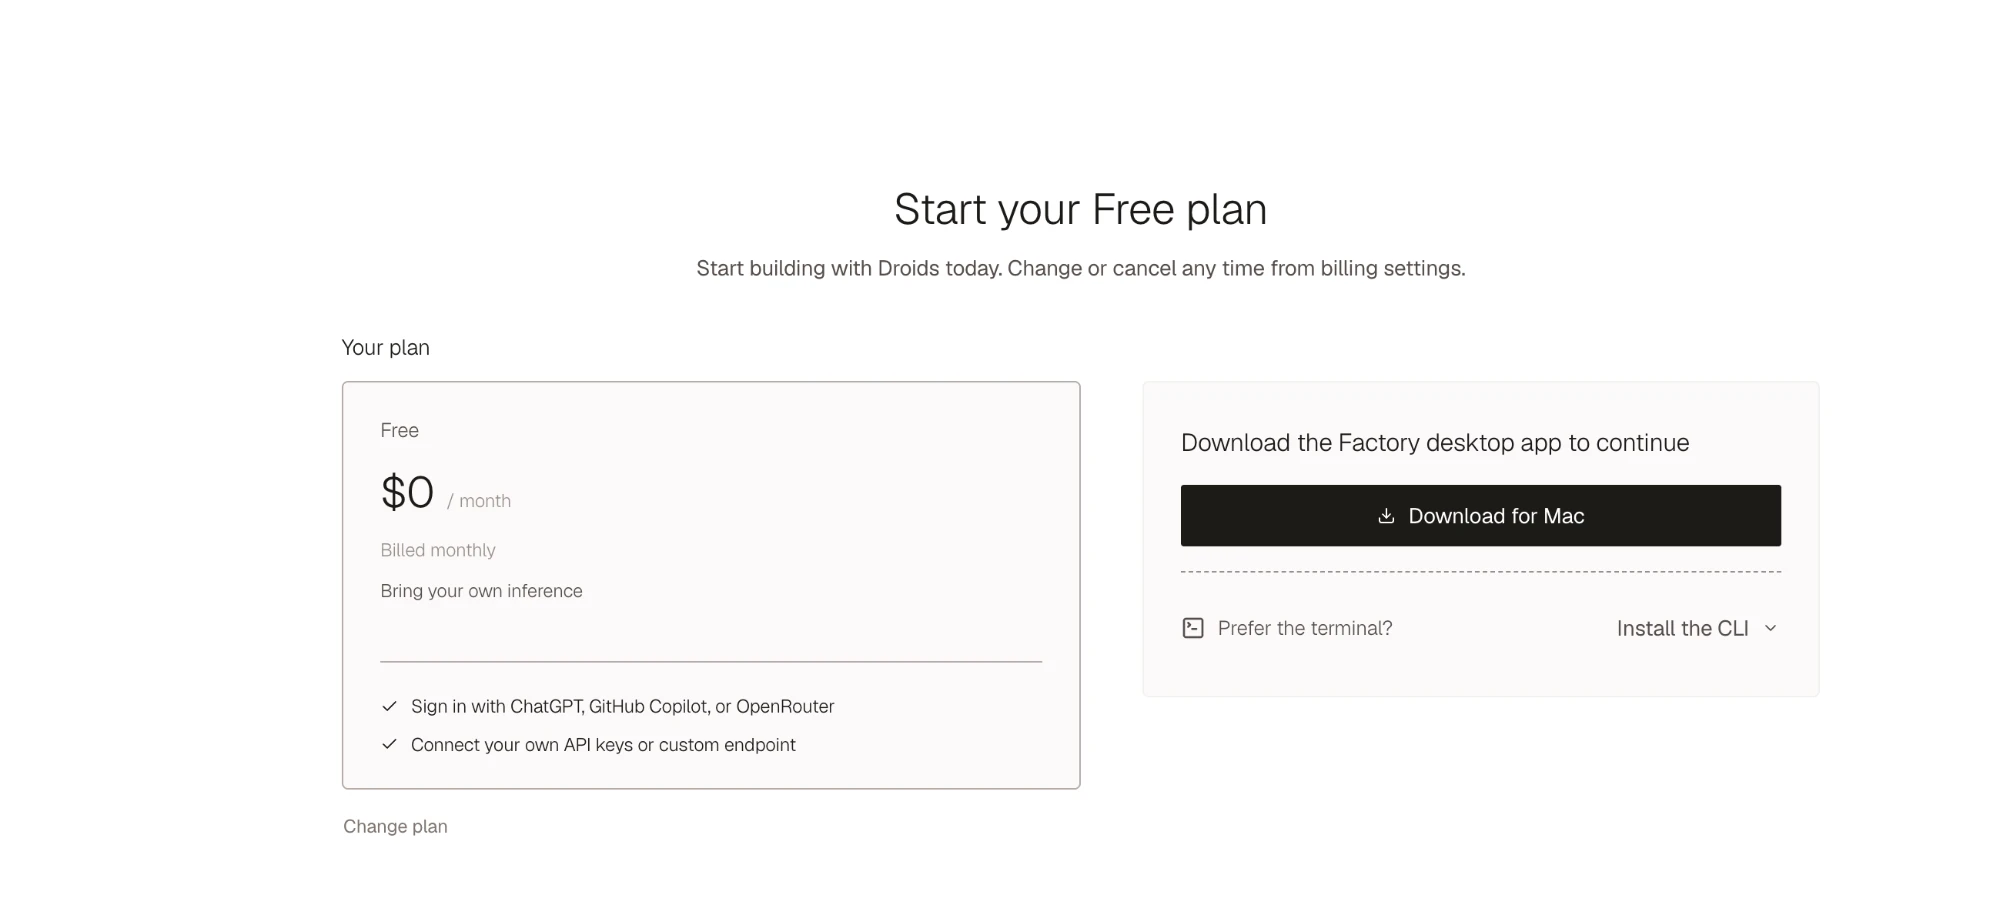 Start your Free plan
Start building with Droids today. Change or cancel any time from billing settings.
Your plan
Free
$0 / month
Billed monthly
Bring your own inference
Sign in with ChatGPT, GitHub Copilot, or OpenRouter
Connect your own API keys or custom endpoint
Change plan
Download the Factory desktop app to continue
Download for Mac
Prefer the terminal?
Install the CLI